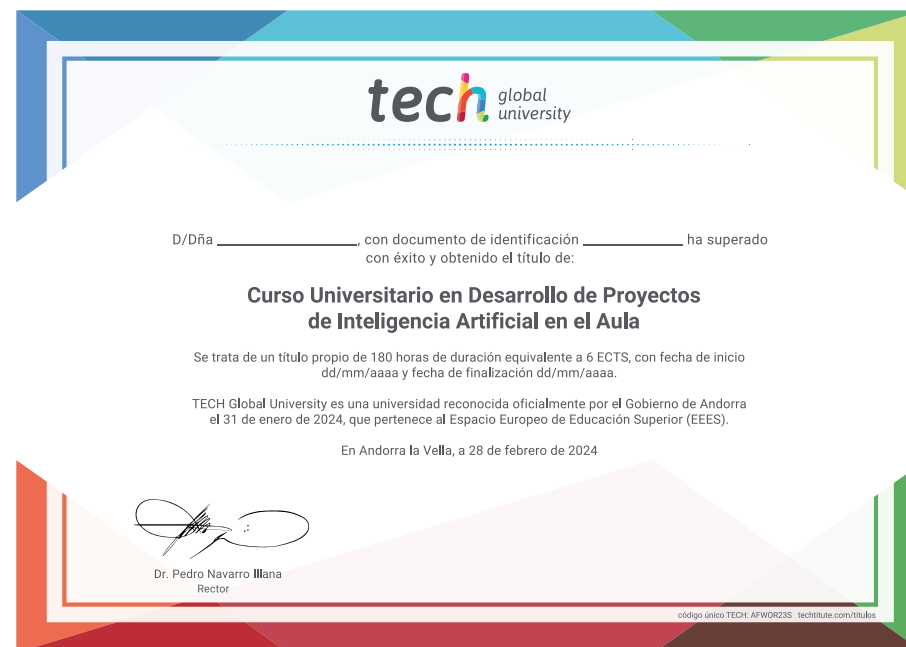 tech global university
D/Dña ____________________, con documento de identificación ______________ ha superado
con éxito y obtenido el título de:
Curso Universitario en Desarrollo de Proyectos
de Inteligencia Artificial en el Aula
Se trata de un título propio de 180 horas de duración equivalente a 6 ECTS, con fecha de inicio
dd/mm/aaaa y fecha de finalización dd/mm/aaaa.
TECH Global University es una universidad reconocida oficialmente por el Gobierno de Andorra
el 31 de enero de 2024, que pertenece al Espacio Europeo de Educación Superior (EEES).
En Andorra la Vella, a 28 de febrero de 2024
Dr. Pedro Navarro Illana
Rector
código único TECH: AFWOR23S techtitute.com/titulos